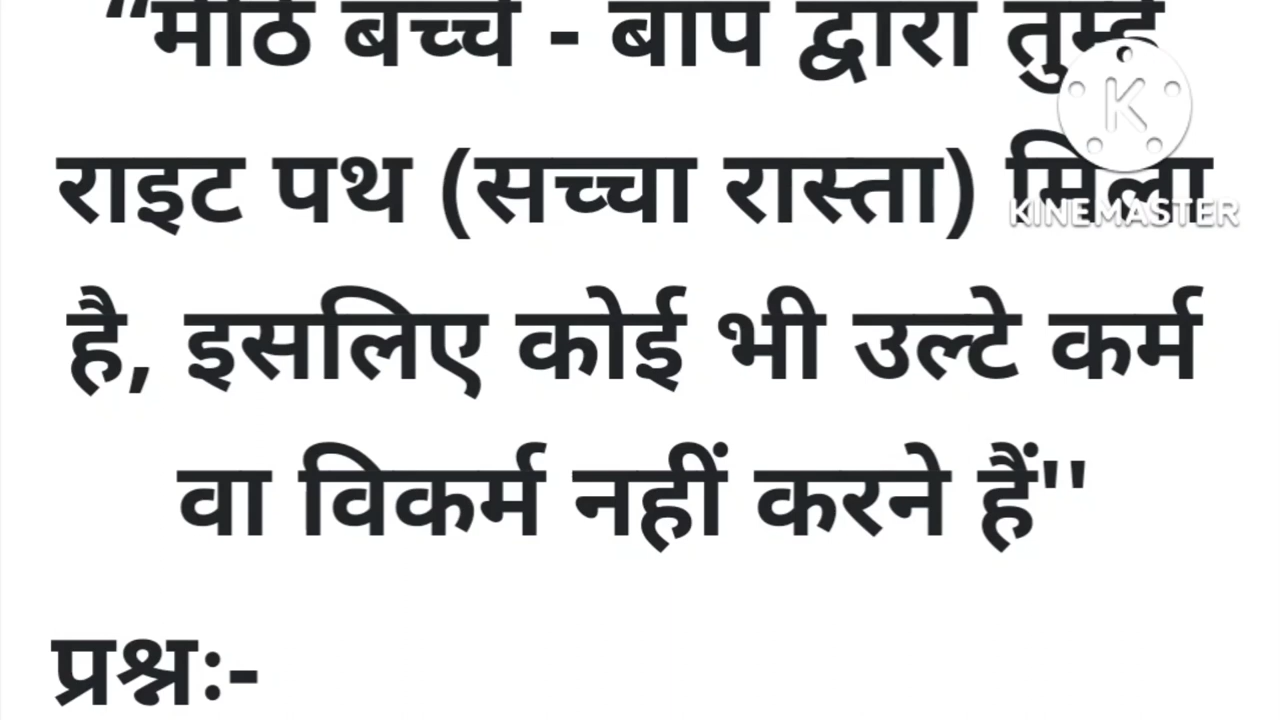 “मीठे बच्चे - बाप द्वारा तुम्हें
राइट पथ (सच्चा रास्ता) मिला
है, इसलिए कोई भी उल्टे कर्म
वा विकर्म नहीं करने हैं''
प्रश्नः-
K
KINEMASTER